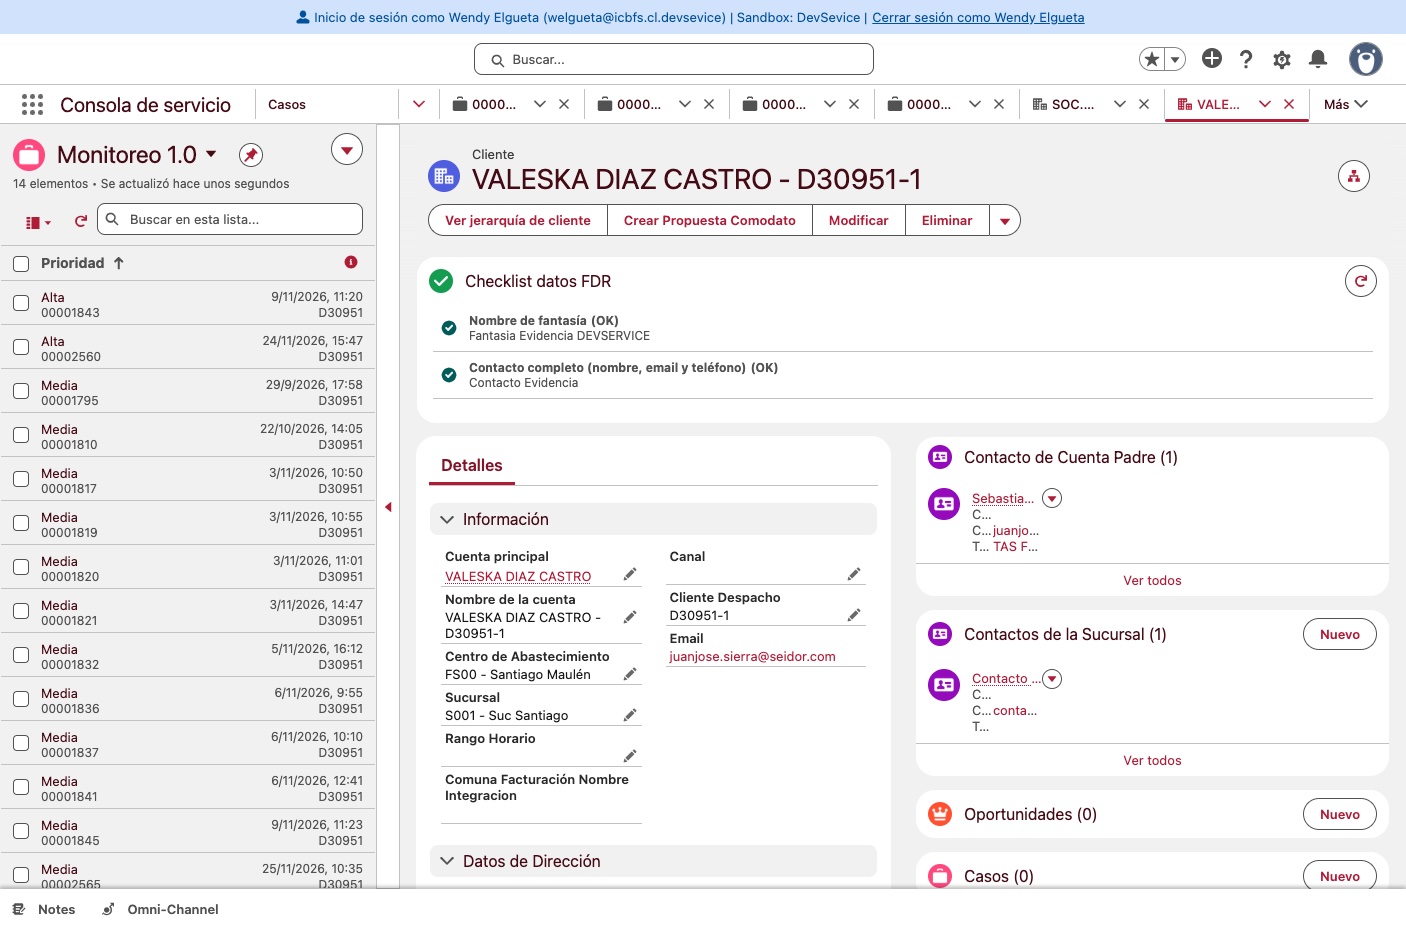 Inicio de sesión como Wendy Elgueta (welgueta@icbfs.cl.devsevice) | Sandbox: DevSevice | Cerrar sesión como Wendy Elgueta
Buscar...
Consola de servicio
Casos
0000...
0000...
0000...
0000...
SOC....
VALE...
Más
Monitoreo 1.0
14 elementos • Se actualizó hace unos segundos
Buscar en esta lista...
Prioridad
Alta 9/11/2026, 11:20
00001843 D30951
Alta 24/11/2026, 15:47
00002560 D30951
Media 29/9/2026, 17:58
00001795 D30951
Media 22/10/2026, 14:05
00001810 D30951
Media 3/11/2026, 10:50
00001817 D30951
Media 3/11/2026, 10:55
00001819 D30951
Media 3/11/2026, 11:01
00001820 D30951
Media 3/11/2026, 14:47
00001821 D30951
Media 5/11/2026, 16:12
00001832 D30951
Media 6/11/2026, 9:55
00001836 D30951
Media 6/11/2026, 10:10
00001837 D30951
Media 6/11/2026, 12:41
00001841 D30951
Media 9/11/2026, 11:23
00001845 D30951
Media 25/11/2026, 10:35
00002565 D30951
Cliente
VALESKA DIAZ CASTRO - D30951-1
Ver jerarquía de cliente
Crear Propuesta Comodato
Modificar
Eliminar
Checklist datos FDR
Nombre de fantasía (OK)
Fantasia Evidencia DEVSERVICE
Contacto completo (nombre, email y teléfono) (OK)
Contacto Evidencia
Detalles
Información
Cuenta principal
VALESKA DIAZ CASTRO
Nombre de la cuenta
VALESKA DIAZ CASTRO -
D30951-1
Centro de Abastecimiento
FS00 - Santiago Maulén
Sucursal
S001 - Suc Santiago
Rango Horario
Comuna Facturación Nombre
Integracion
Canal
Cliente Despacho
D30951-1
Email
juanjose.sierra@seidor.com
Datos de Dirección
Contacto de Cuenta Padre (1)
Sebastia...
C...
C... juanjo...
T... TAS F...
Ver todos
Contactos de la Sucursal (1)
Nuevo
Contacto ...
C...
C... conta...
T...
Ver todos
Oportunidades (0)
Nuevo
Casos (0)
Nuevo
Notes
Omni-Channel